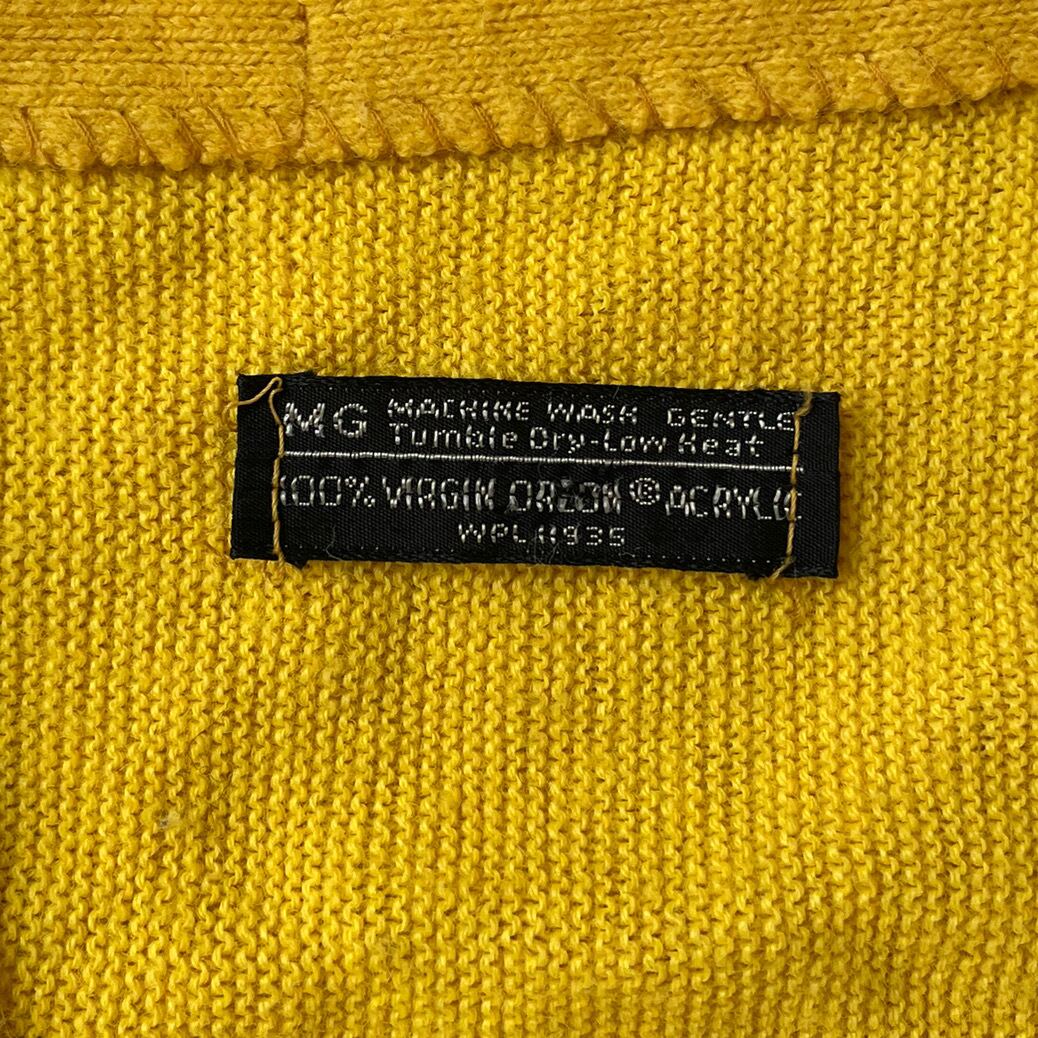 MG MACHINE WASH GENTLE
Tumble Dry-Low Heat
100% VIRGIN ORLON ® ACRYLIC
WPL 11935